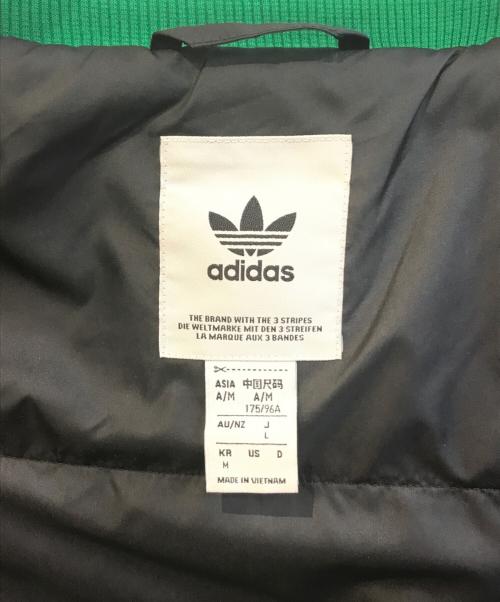 adidas
THE BRAND WITH THE 3 STRIPES
DIE WELTMARKE MIT DEN 3 STREIFEN
LA MARQUE AUX 3 BANDES
ASIA 中国尺码
A/M A/M
175/96A
AU/NZ J
L
KR US D
M
MADE IN VIETNAM